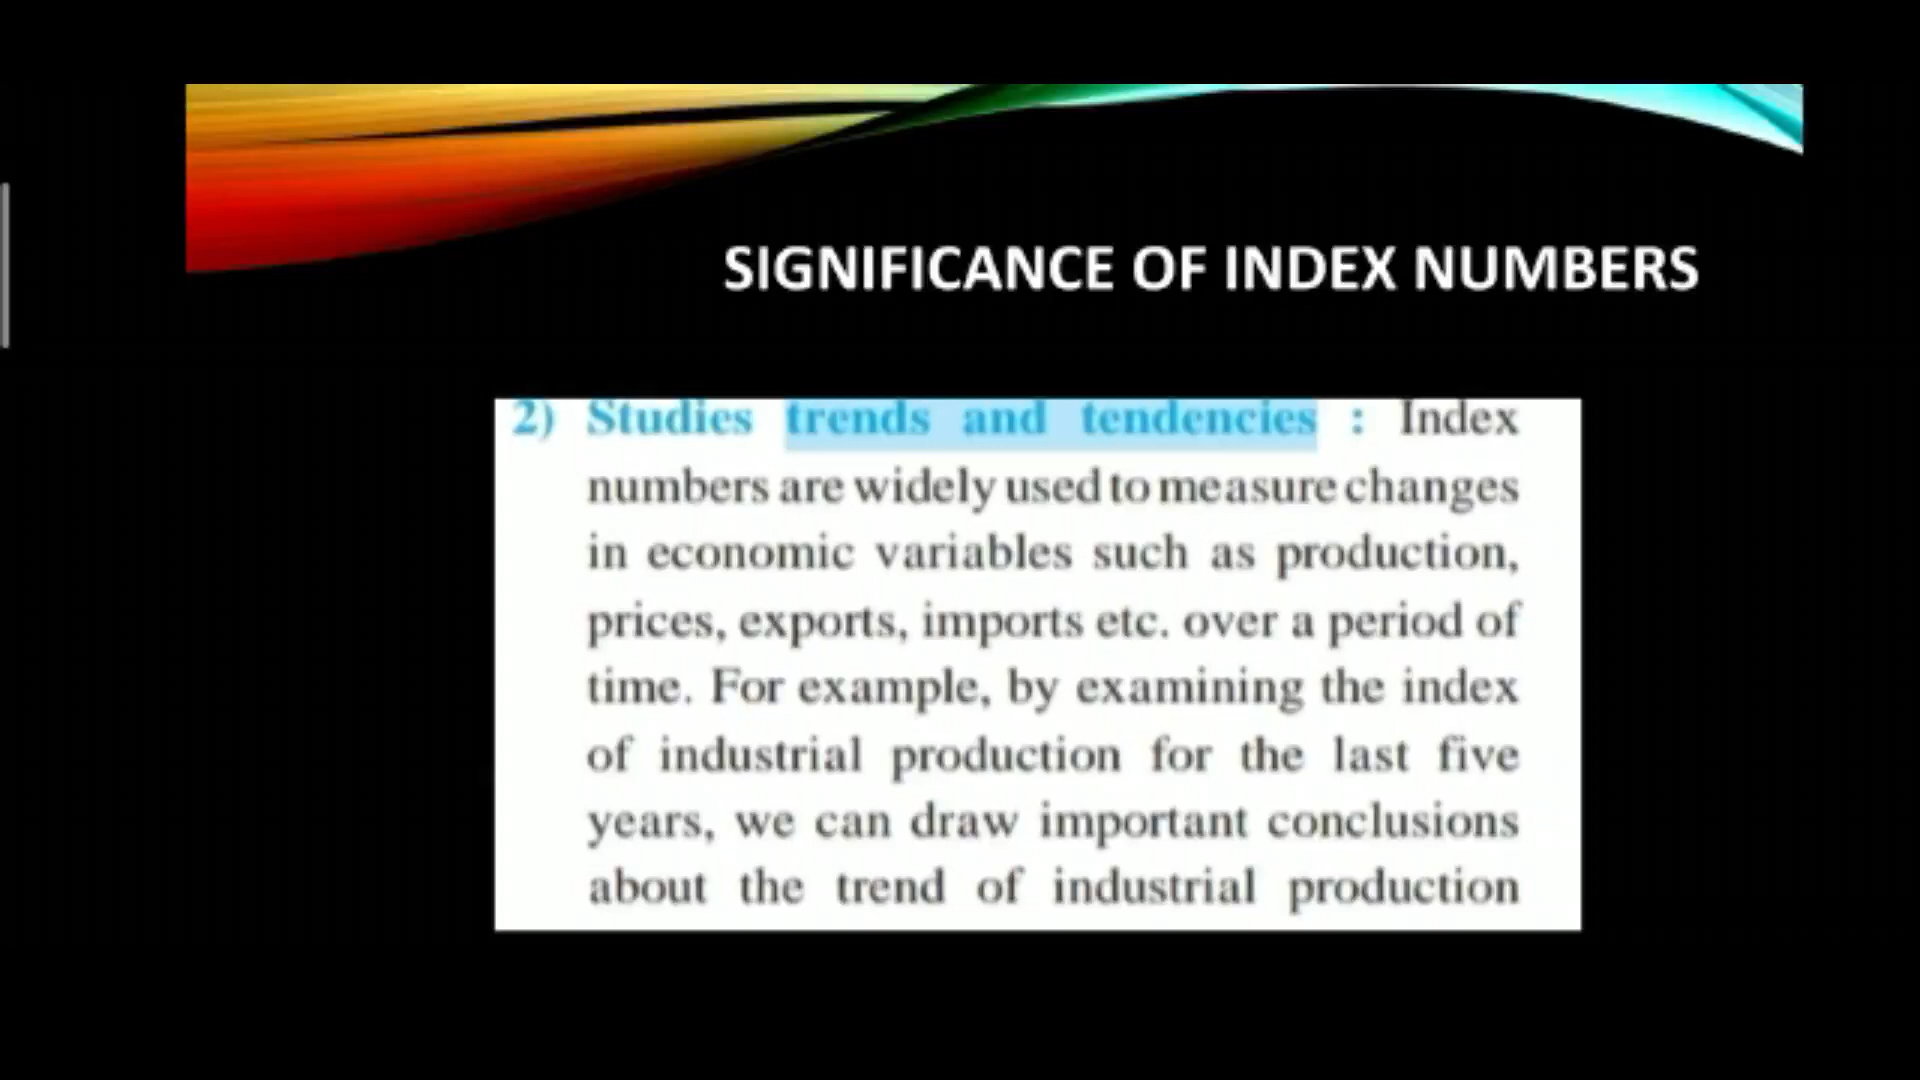 SIGNIFICANCE OF INDEX NUMBERS
2) Studies trends and tendencies : Index
numbers are widely used to measure changes
in economic variables such as production,
prices, exports, imports etc. over a period of
time. For example, by examining the index
of industrial production for the last five
years, we can draw important conclusions
about the trend of industrial production